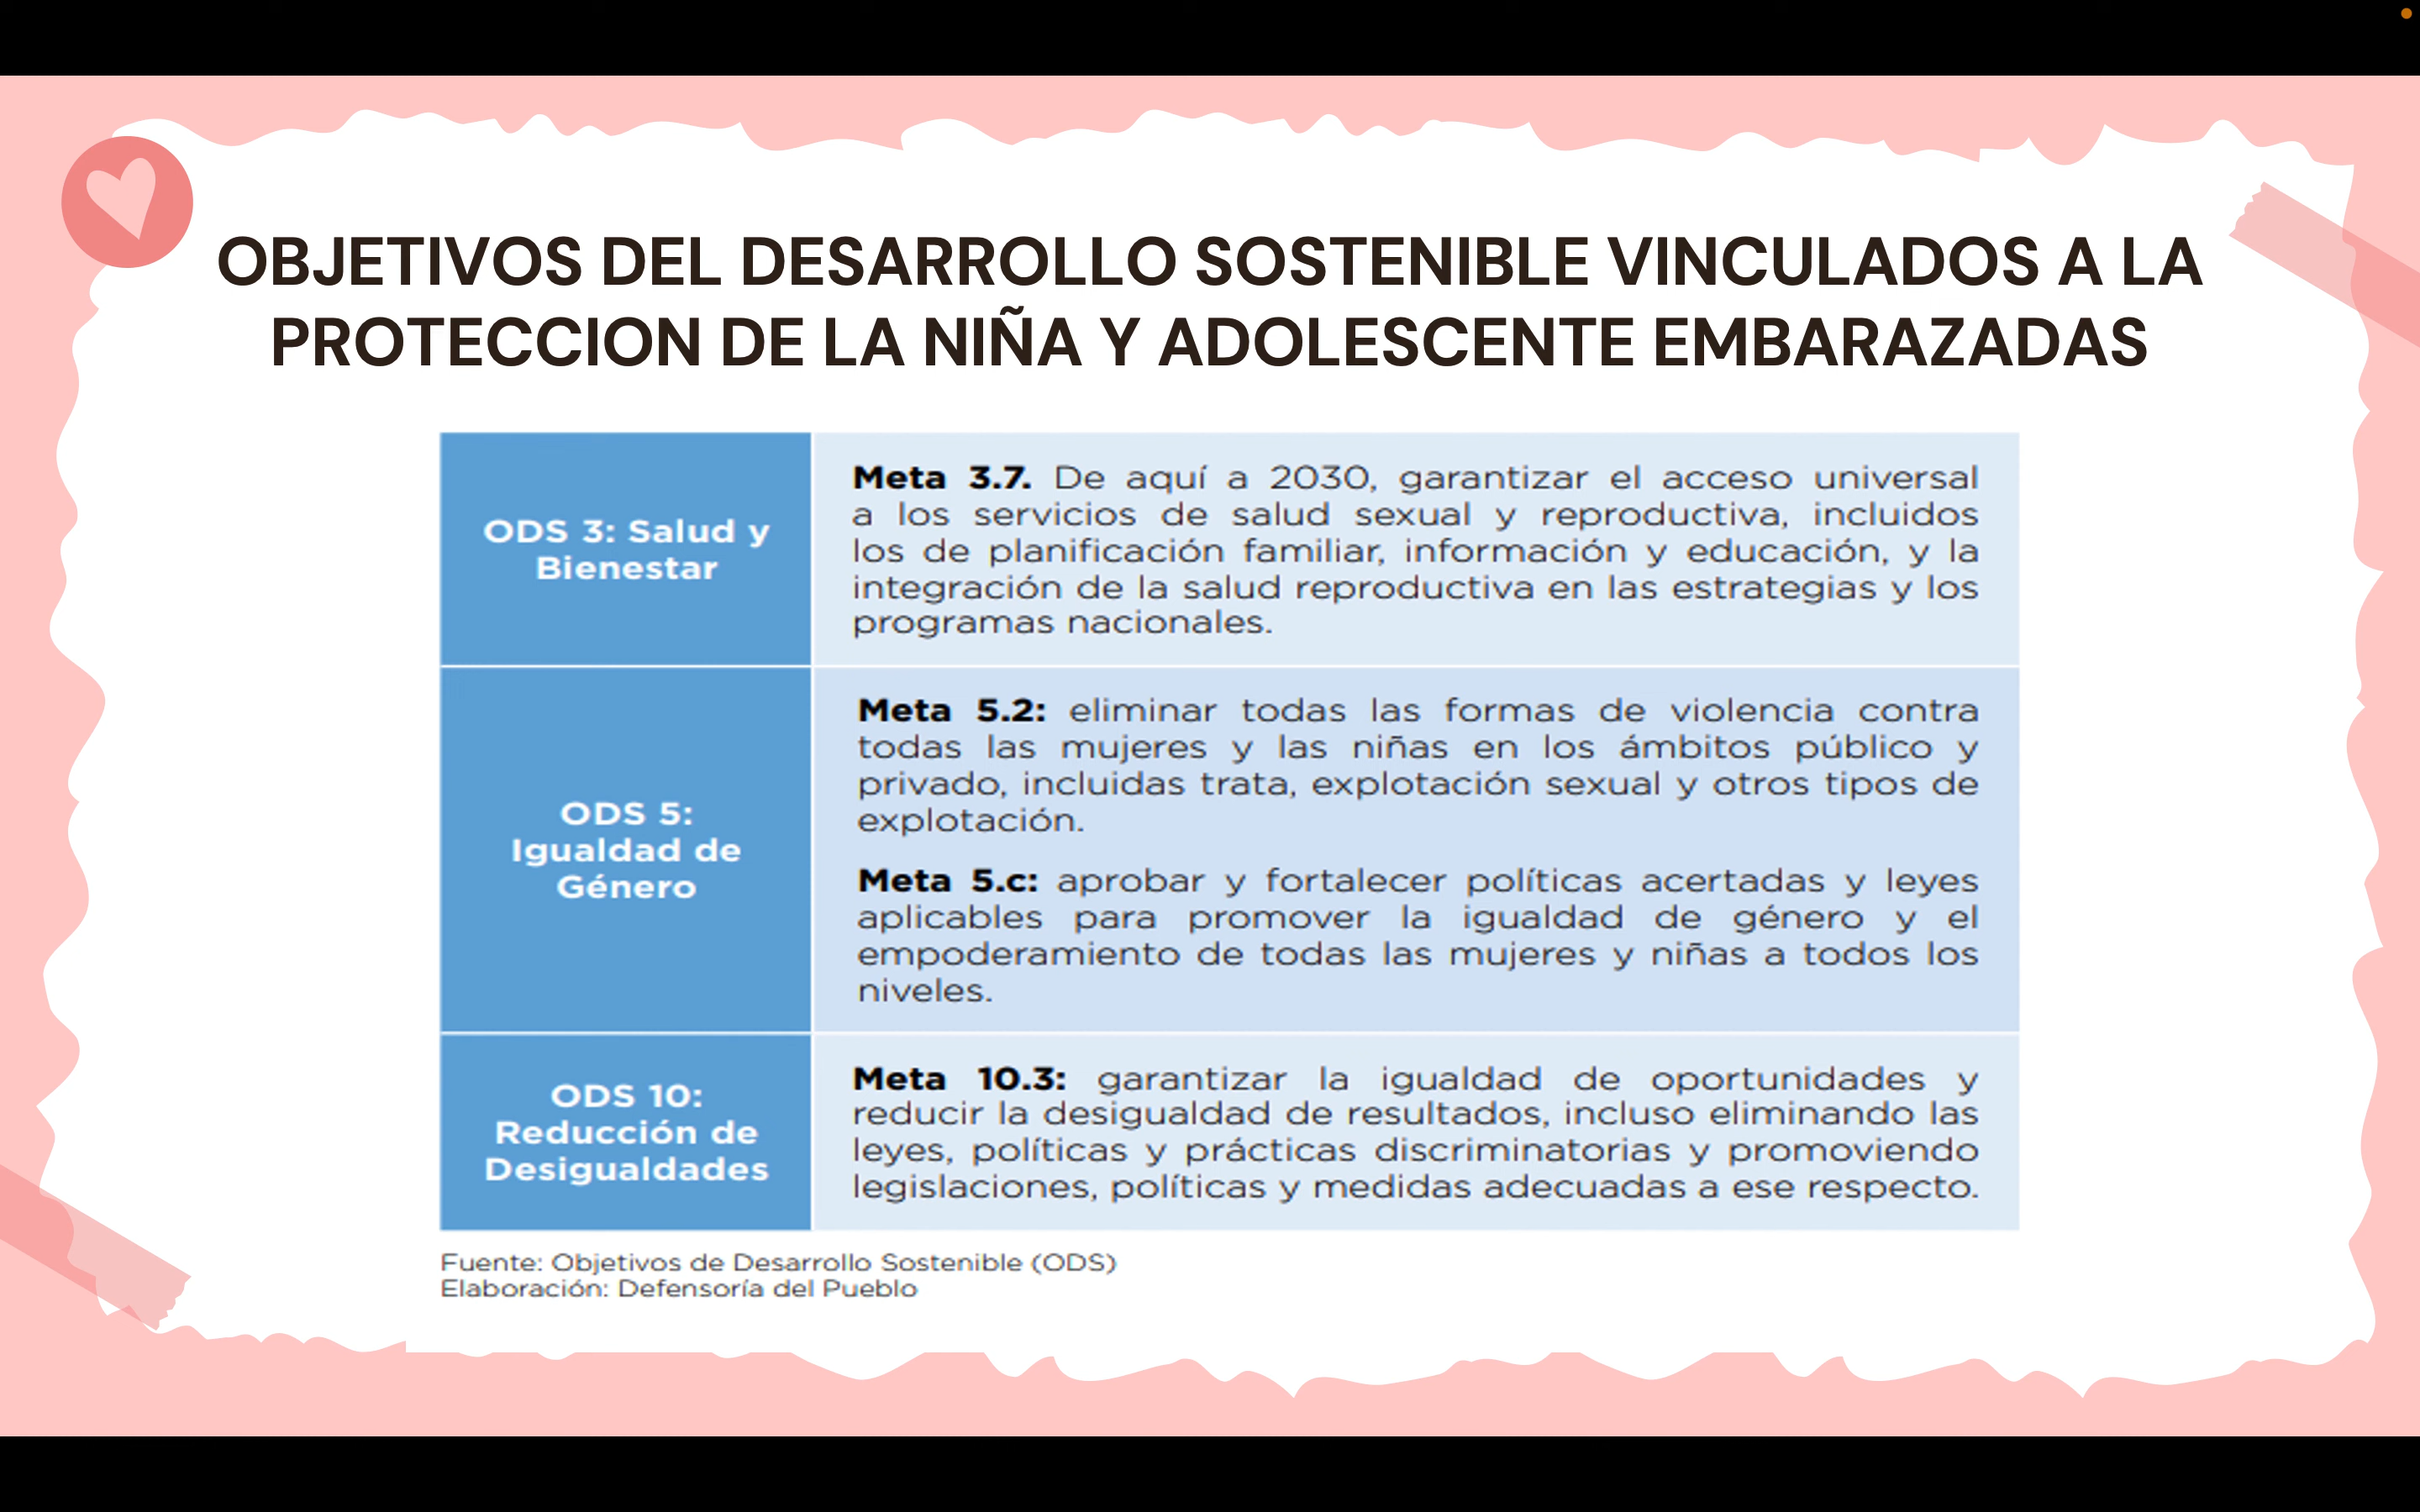 OBJETIVOS DEL DESARROLLO SOSTENIBLE VINCULADOS A LA
PROTECCION DE LA NIÑA Y ADOLESCENTE EMBARAZADAS
ODS 3: Salud y
Bienestar
Meta 3.7. De aquí a 2030, garantizar el acceso universal
a los servicios de salud sexual y reproductiva, incluidos
los de planificación familiar, información y educación, y la
integración de la salud reproductiva en las estrategias y los
programas nacionales.
ODS 5:
Igualdad de
Género
Meta 5.2: eliminar todas las formas de violencia contra
todas las mujeres y las niñas en los ámbitos público y
privado, incluidas trata, explotación sexual y otros tipos de
explotación.
Meta 5.c: aprobar y fortalecer políticas acertadas y leyes
aplicables para promover la igualdad de género y el
empoderamiento de todas las mujeres y niñas a todos los
niveles.
ODS 10:
Reducción de
Desigualdades
Meta 10.3: garantizar la igualdad de oportunidades y
reducir la desigualdad de resultados, incluso eliminando las
leyes, políticas y prácticas discriminatorias y promoviendo
legislaciones, políticas y medidas adecuadas a ese respecto.
Fuente: Objetivos de Desarrollo Sostenible (ODS)
Elaboración: Defensoría del Pueblo